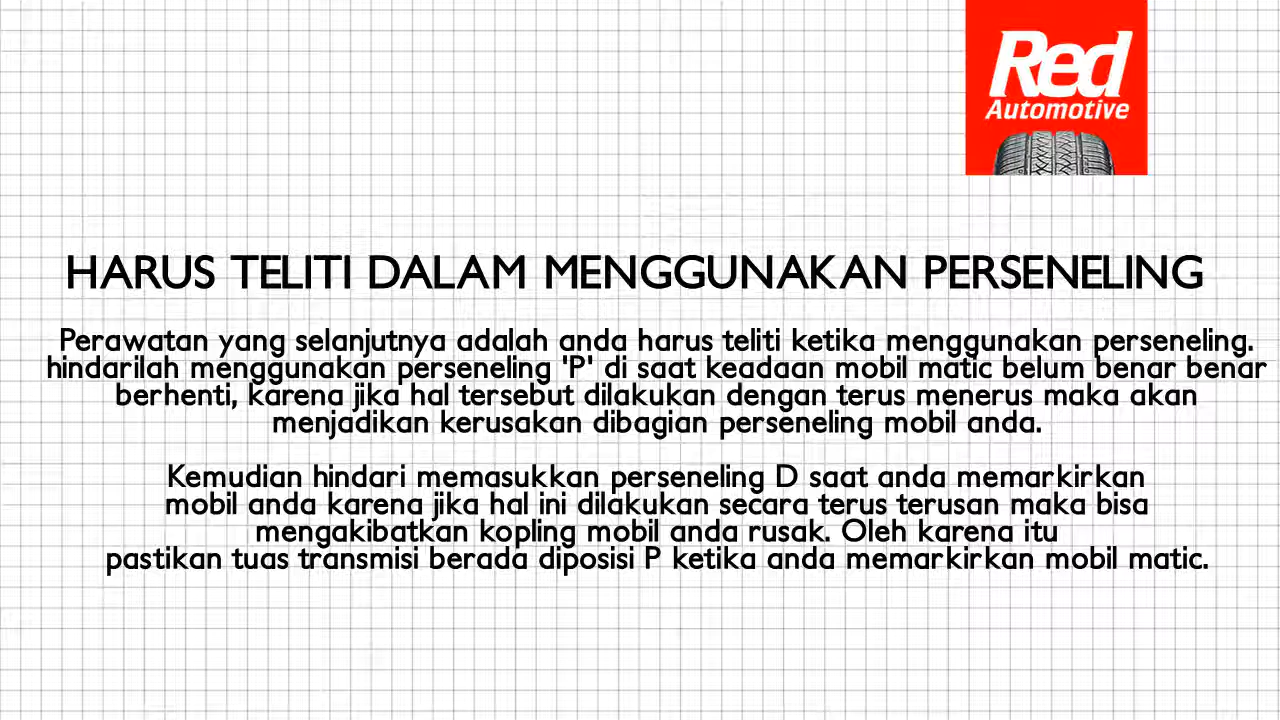 Red
Automotive
HARUS TELITI DALAM MENGGUNAKAN PERSENELING
Perawatan yang selanjutnya adalah anda harus teliti ketika menggunakan perseneling.
hindarilah menggunakan perseneling 'P' di saat keadaan mobil matic belum benar benar
berhenti, karena jika hal tersebut dilakukan dengan terus menerus maka akan
menjadikan kerusakan dibagian perseneling mobil anda.
Kemudian hindari memasukkan perseneling D saat anda memarkirkan
mobil anda karena jika hal ini dilakukan secara terus terusan maka bisa
mengakibatkan kopling mobil anda rusak. Oleh karena itu
pastikan tuas transmisi berada diposisi P ketika anda memarkirkan mobil matic.